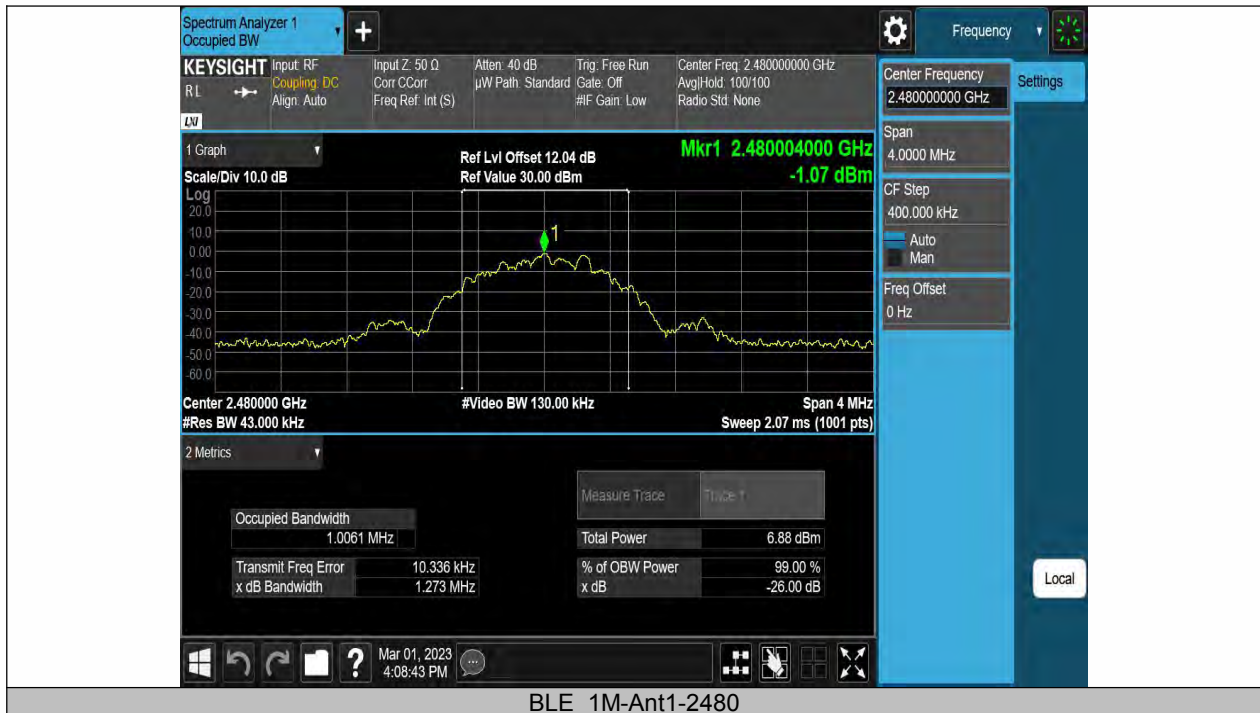 Spectrum Analyzer 1
Occupied BW
+
Frequency
KEYSIGHT
RL
LXI
Input: RF
Coupling: DC
Align: Auto
Input Z: 50 Ω
Corr CCorr
Freq Ref: Int (S)
Atten: 40 dB
µW Path: Standard
Trig: Free Run
Gate: Off
#IF Gain: Low
Center Freq: 2.480000000 GHz
Avg|Hold: 100/100
Radio Std: None
Center Frequency
2.480000000 GHz
Settings
Span
4.0000 MHz
CF Step
400.000 kHz
Auto
Man
Freq Offset
0 Hz
1 Graph
Scale/Div 10.0 dB
Ref Lvl Offset 12.04 dB
Ref Value 30.00 dBm
Mkr1 2.480004000 GHz
-1.07 dBm
Log
20.0
10.0
0.00
-10.0
-20.0
-30.0
-40.0
-50.0
-60.0
1
Center 2.480000 GHz
#Res BW 43.000 kHz
#Video BW 130.00 kHz
Span 4 MHz
Sweep 2.07 ms (1001 pts)
2 Metrics
Measure Trace Trace 1
Occupied Bandwidth
1.0061 MHz
Total Power 6.88 dBm
Transmit Freq Error 10.336 kHz
% of OBW Power 99.00 %
x dB Bandwidth 1.273 MHz
x dB -26.00 dB
Local
?
Mar 01, 2023
4:08:43 PM
BLE_1M-Ant1-2480